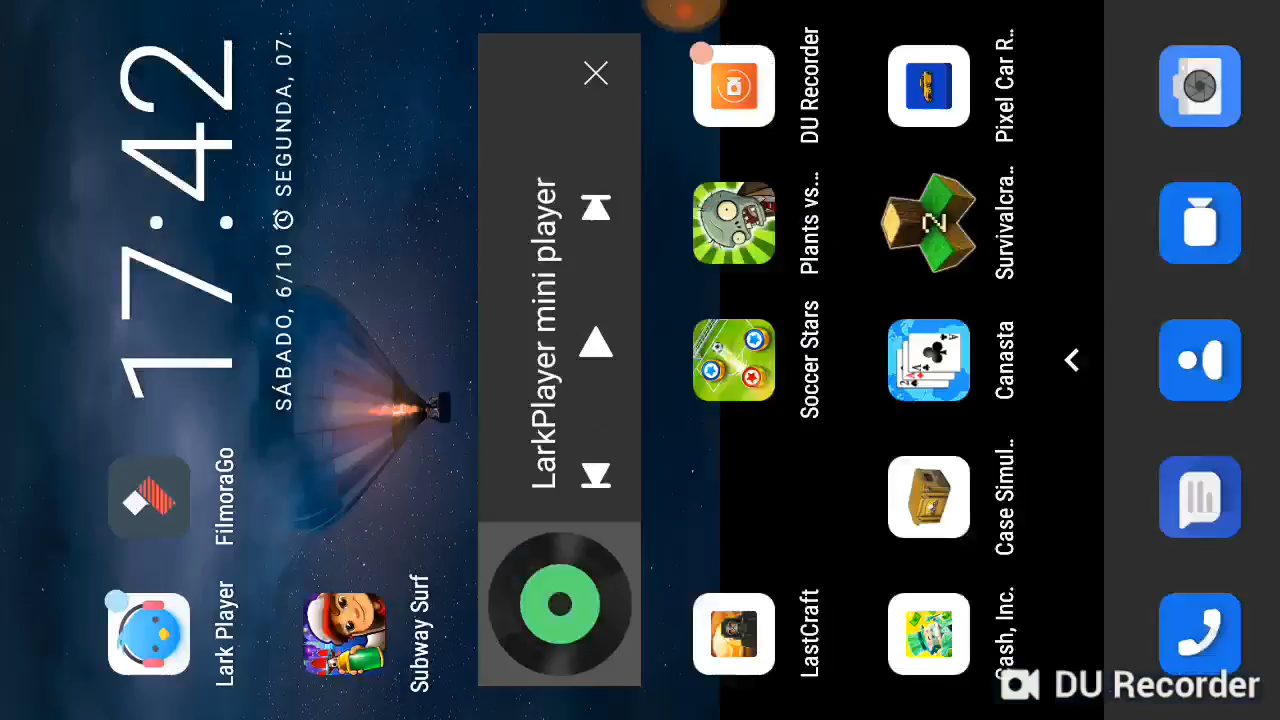 17:42
SÁBADO, 6/10 SEGUNDA, 07:
FilmoraGo
Lark Player
Subway Surf
LarkPlayer mini player
DU Recorder
Plants vs...
Soccer Stars
LastCraft
Pixel Car R..
Survivalcra..
Canasta
Case Simul..
Cash, Inc.
DU Recorder